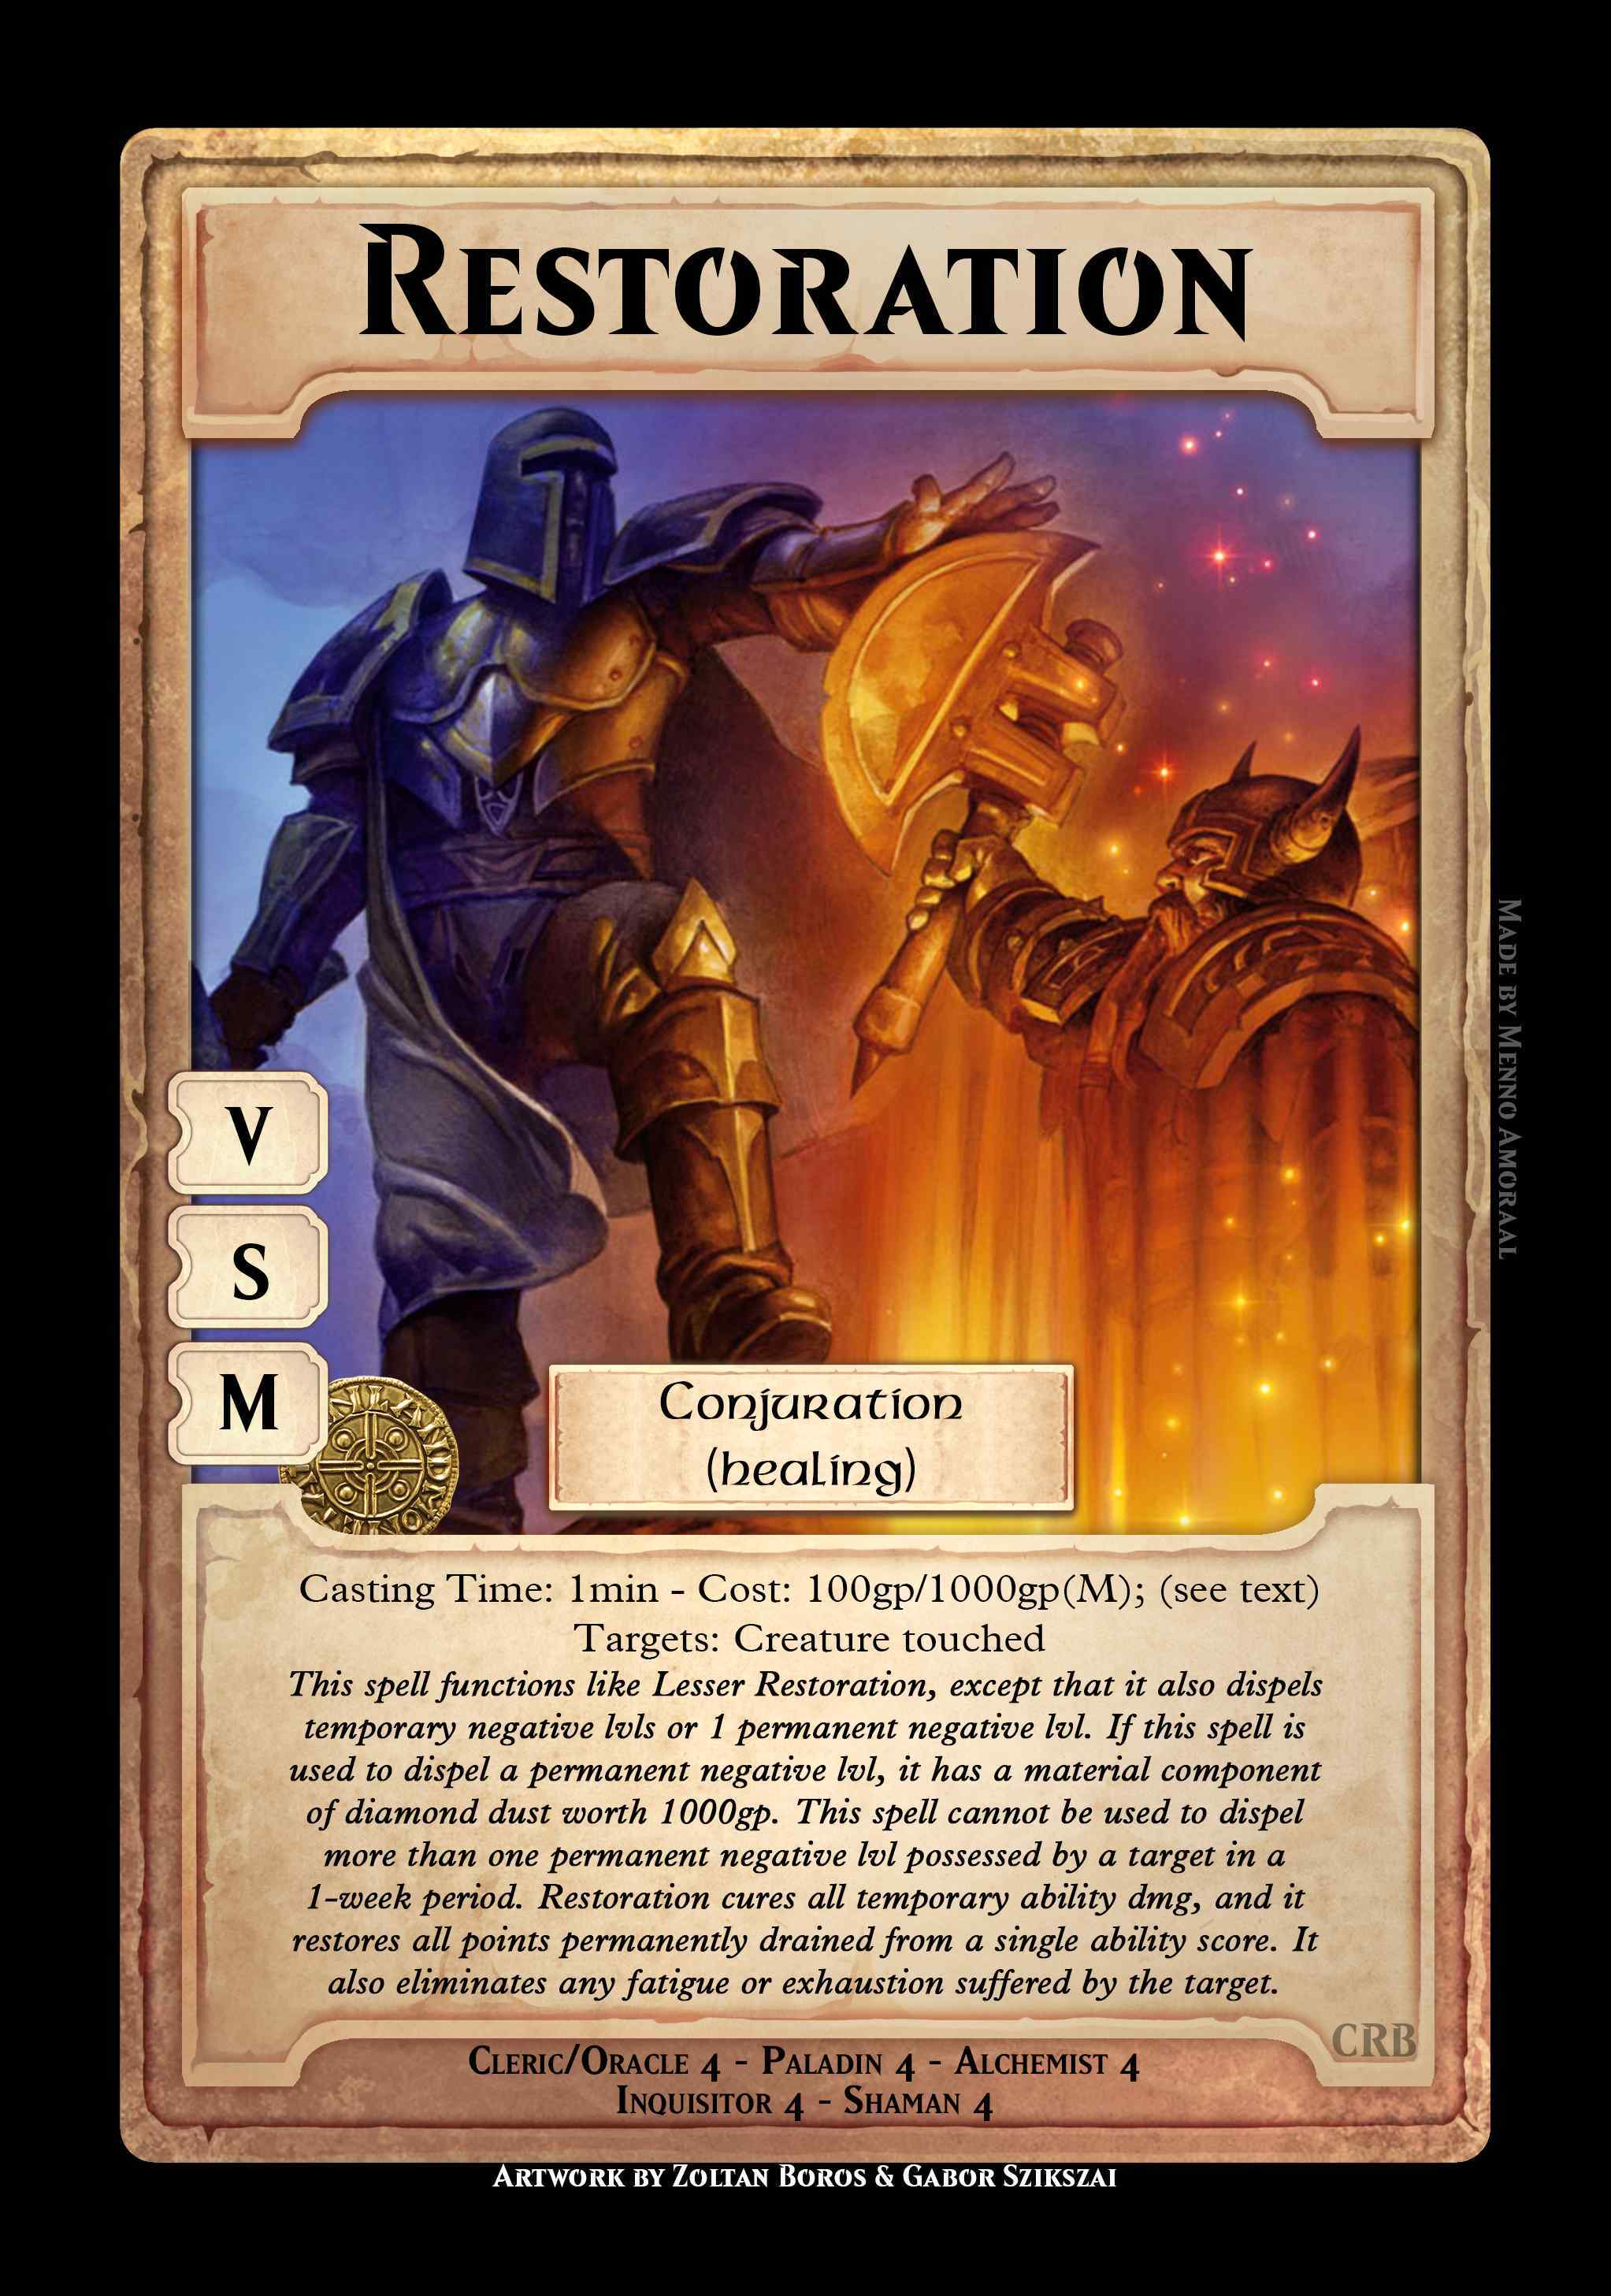 Restoration
V
S
M
Conjuration
(healing)
Casting Time: 1min - Cost: 100gp/1000gp(M); (see text)
Targets: Creature touched
This spell functions like Lesser Restoration, except that it also dispels
temporary negative lvls or 1 permanent negative lvl. If this spell is
used to dispel a permanent negative lvl, it has a material component
of diamond dust worth 1000gp. This spell cannot be used to dispel
more than one permanent negative lvl possessed by a target in a
1-week period. Restoration cures all temporary ability dmg, and it
restores all points permanently drained from a single ability score. It
also eliminates any fatigue or exhaustion suffered by the target.
CRB
Cleric/Oracle 4 - Paladin 4 - Alchemist 4
Inquisitor 4 - Shaman 4
Artwork by Zoltan Boros & Gabor Szikszai
Made by Menno Amoraal